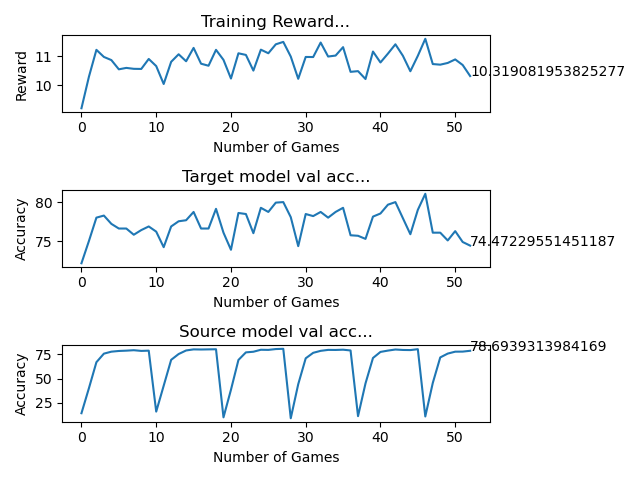 Training Reward...
11
10
Reward
10.319081953825277
0 10 20 30 40 50
Number of Games
Target model val acc...
80
75
Accuracy
74.47229551451187
0 10 20 30 40 50
Number of Games
Source model val acc...
75
50
25
Accuracy
78.6939313984169
0 10 20 30 40 50
Number of Games